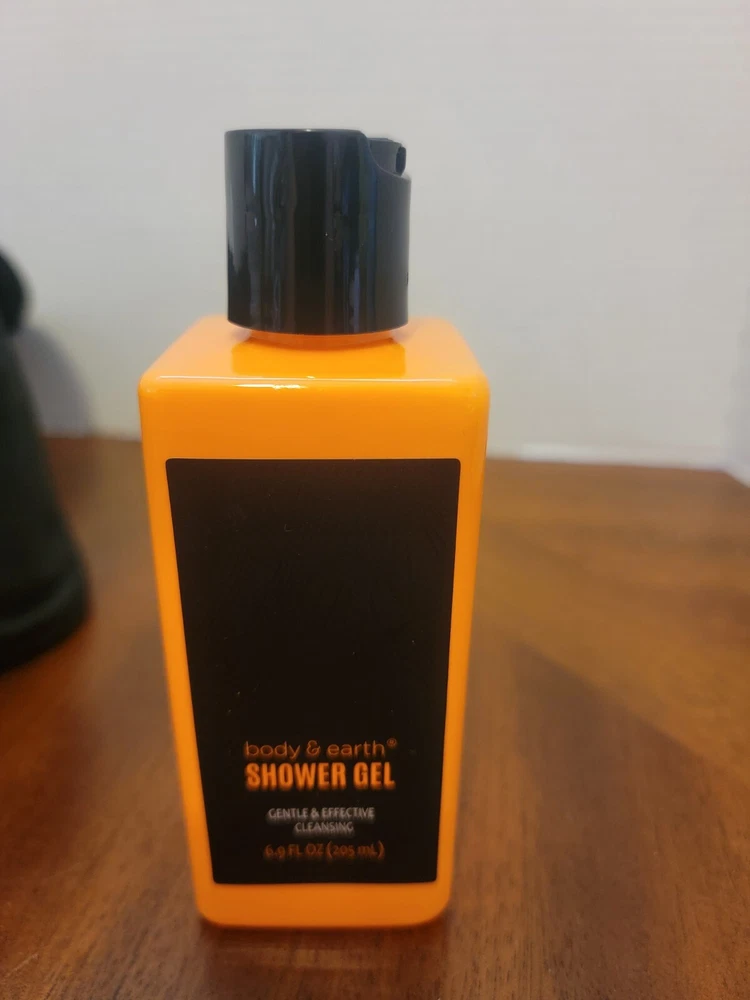 body & earth®
SHOWER GEL
GENTLE & EFFECTIVE
CLEANSING
6.9 FL OZ (205 mL)